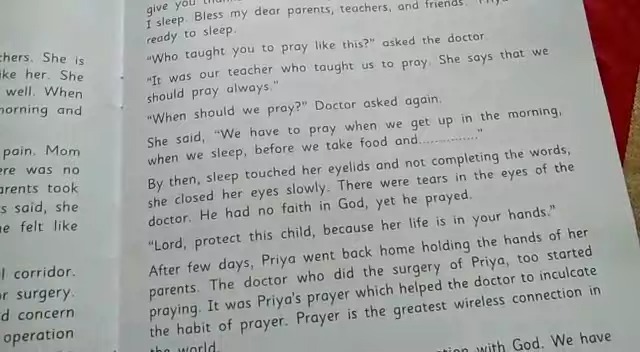 chers. She is
ike her. She
well. When
norning and
pain. Mom
ere was no
arents took
s said, she
e felt like
l corridor.
r surgery.
d concern
operation
give you
I sleep. Bless my dear parents, teachers, and friends.
ready to sleep.
"Who taught you to pray like this?" asked the doctor.
"It was our teacher who taught us to pray. She says that we
should pray always."
"When should we pray?" Doctor asked again.
She said, "We have to pray when we get up in the morning,
when we sleep, before we take food and..............."
By then, sleep touched her eyelids and not completing the words,
she closed her eyes slowly. There were tears in the eyes of the
doctor. He had no faith in God, yet he prayed.
"Lord, protect this child, because her life is in your hands."
After few days, Priya went back home holding the hands of her
parents. The doctor who did the surgery of Priya, too started
praying. It was Priya's prayer which helped the doctor to inculcate
the habit of prayer. Prayer is the greatest wireless connection in
the world.
with God. We have